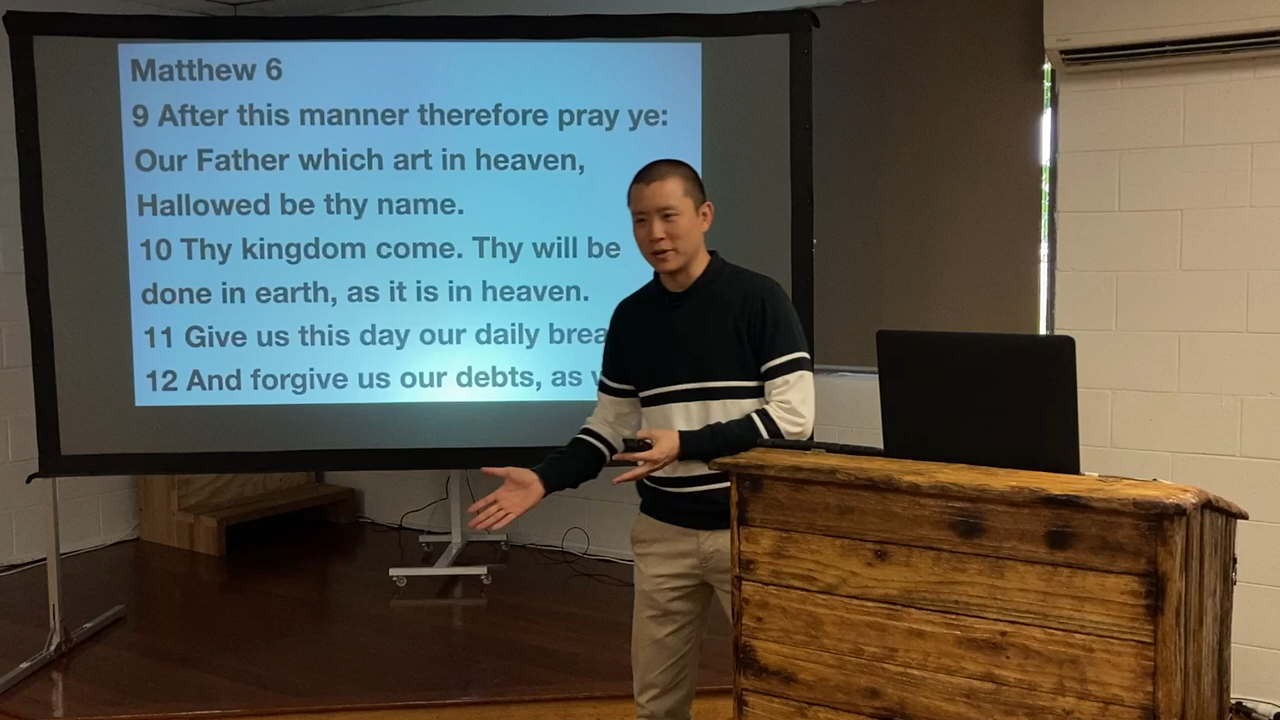 Matthew 6
9 After this manner therefore pray ye:
Our Father which art in heaven,
Hallowed be thy name.
10 Thy kingdom come. Thy will be
done in earth, as it is in heaven.
11 Give us this day our daily
12 And forgive us our debts, as